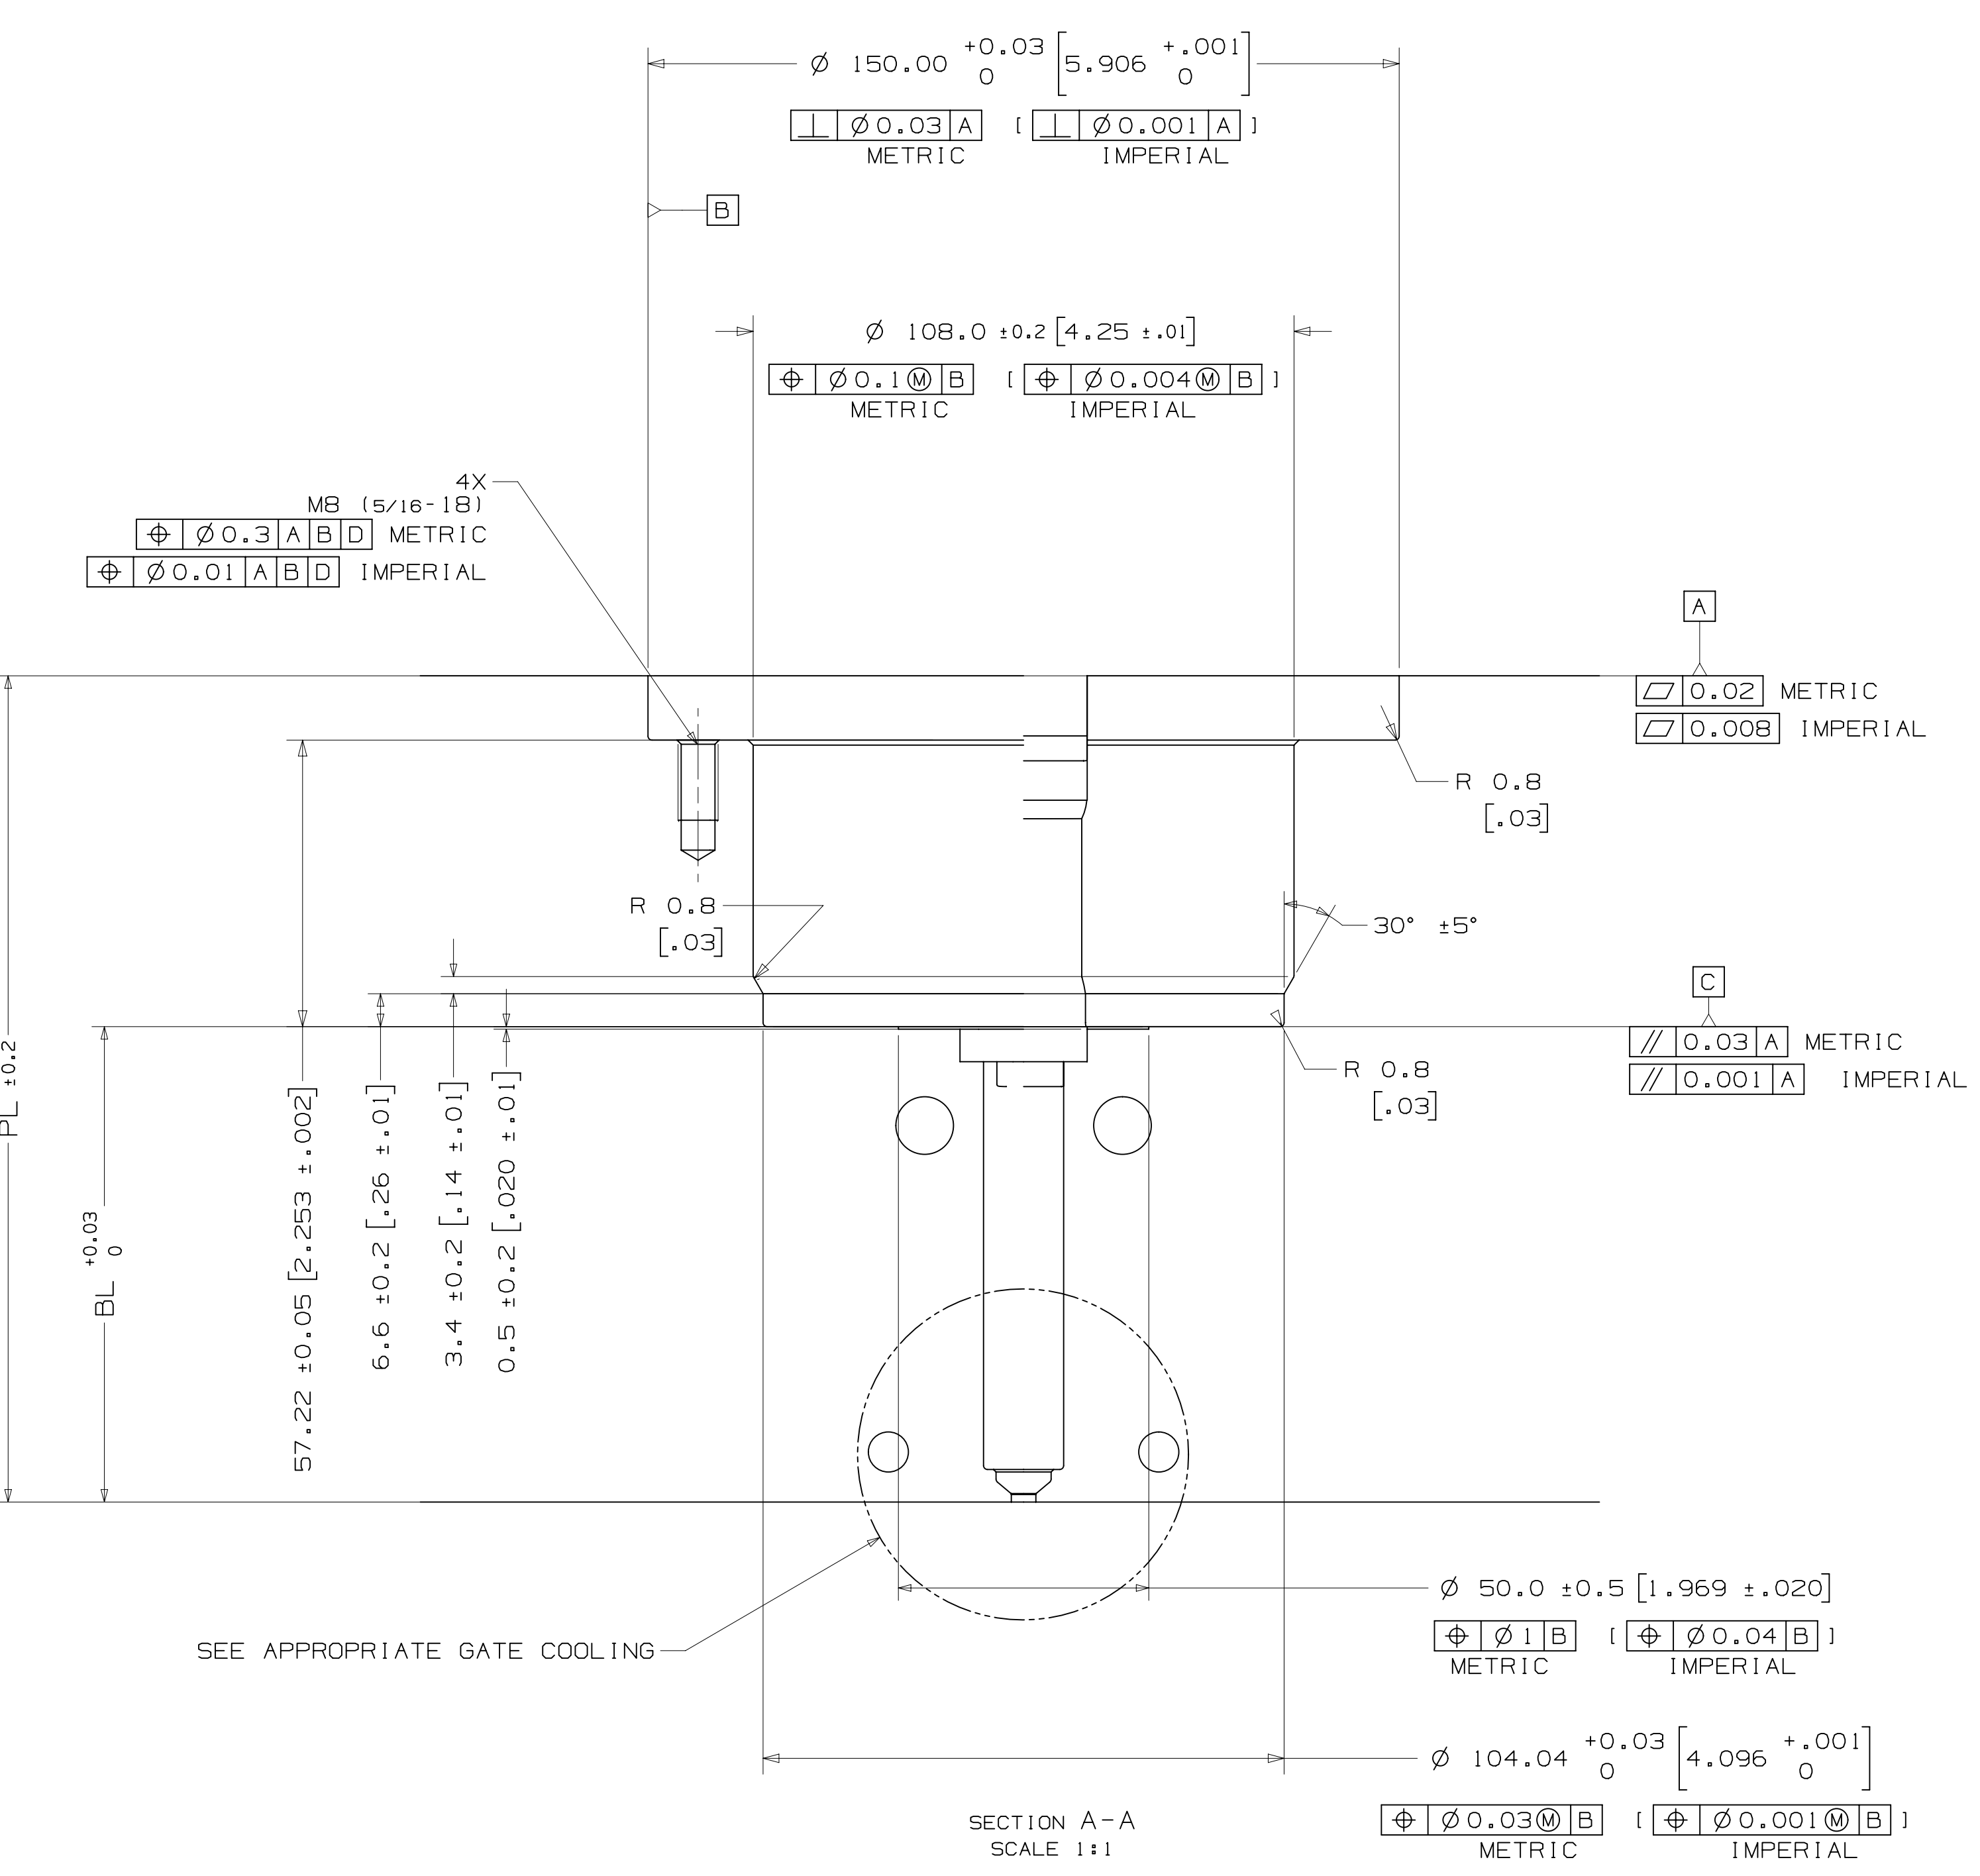 Ø 150.00 +0.03 0 [5.906 +.001 0]
⊥ Ø0.03 A [ ⊥ Ø0.001 A ]
METRIC IMPERIAL
B
Ø 108.0 ±0.2 [4.25 ±.01]
⌖ Ø0.1Ⓜ B [ ⌖ Ø0.004Ⓜ B ]
METRIC IMPERIAL
4X
M8 (5/16-18)
⌖ Ø0.3 A B D METRIC
⌖ Ø0.01 A B D IMPERIAL
A
⏥ 0.02 METRIC
⏥ 0.008 IMPERIAL
R 0.8
[.03]
R 0.8
[.03]
30° ±5°
C
// 0.03 A METRIC
// 0.001 A IMPERIAL
R 0.8
[.03]
PL ±0.2
BL +0.03 0
57.22 ±0.05 [2.253 ±.002]
6.6 ±0.2 [.26 ±.01]
3.4 ±0.2 [.14 ±.01]
0.5 ±0.2 [.020 ±.01]
SEE APPROPRIATE GATE COOLING
Ø 50.0 ±0.5 [1.969 ±.020]
⌖ Ø1 B [ ⌖ Ø0.04 B ]
METRIC IMPERIAL
Ø 104.04 +0.03 0 [4.096 +.001 0]
⌖ Ø0.03Ⓜ B [ ⌖ Ø0.001Ⓜ B ]
METRIC IMPERIAL
SECTION A-A
SCALE 1:1